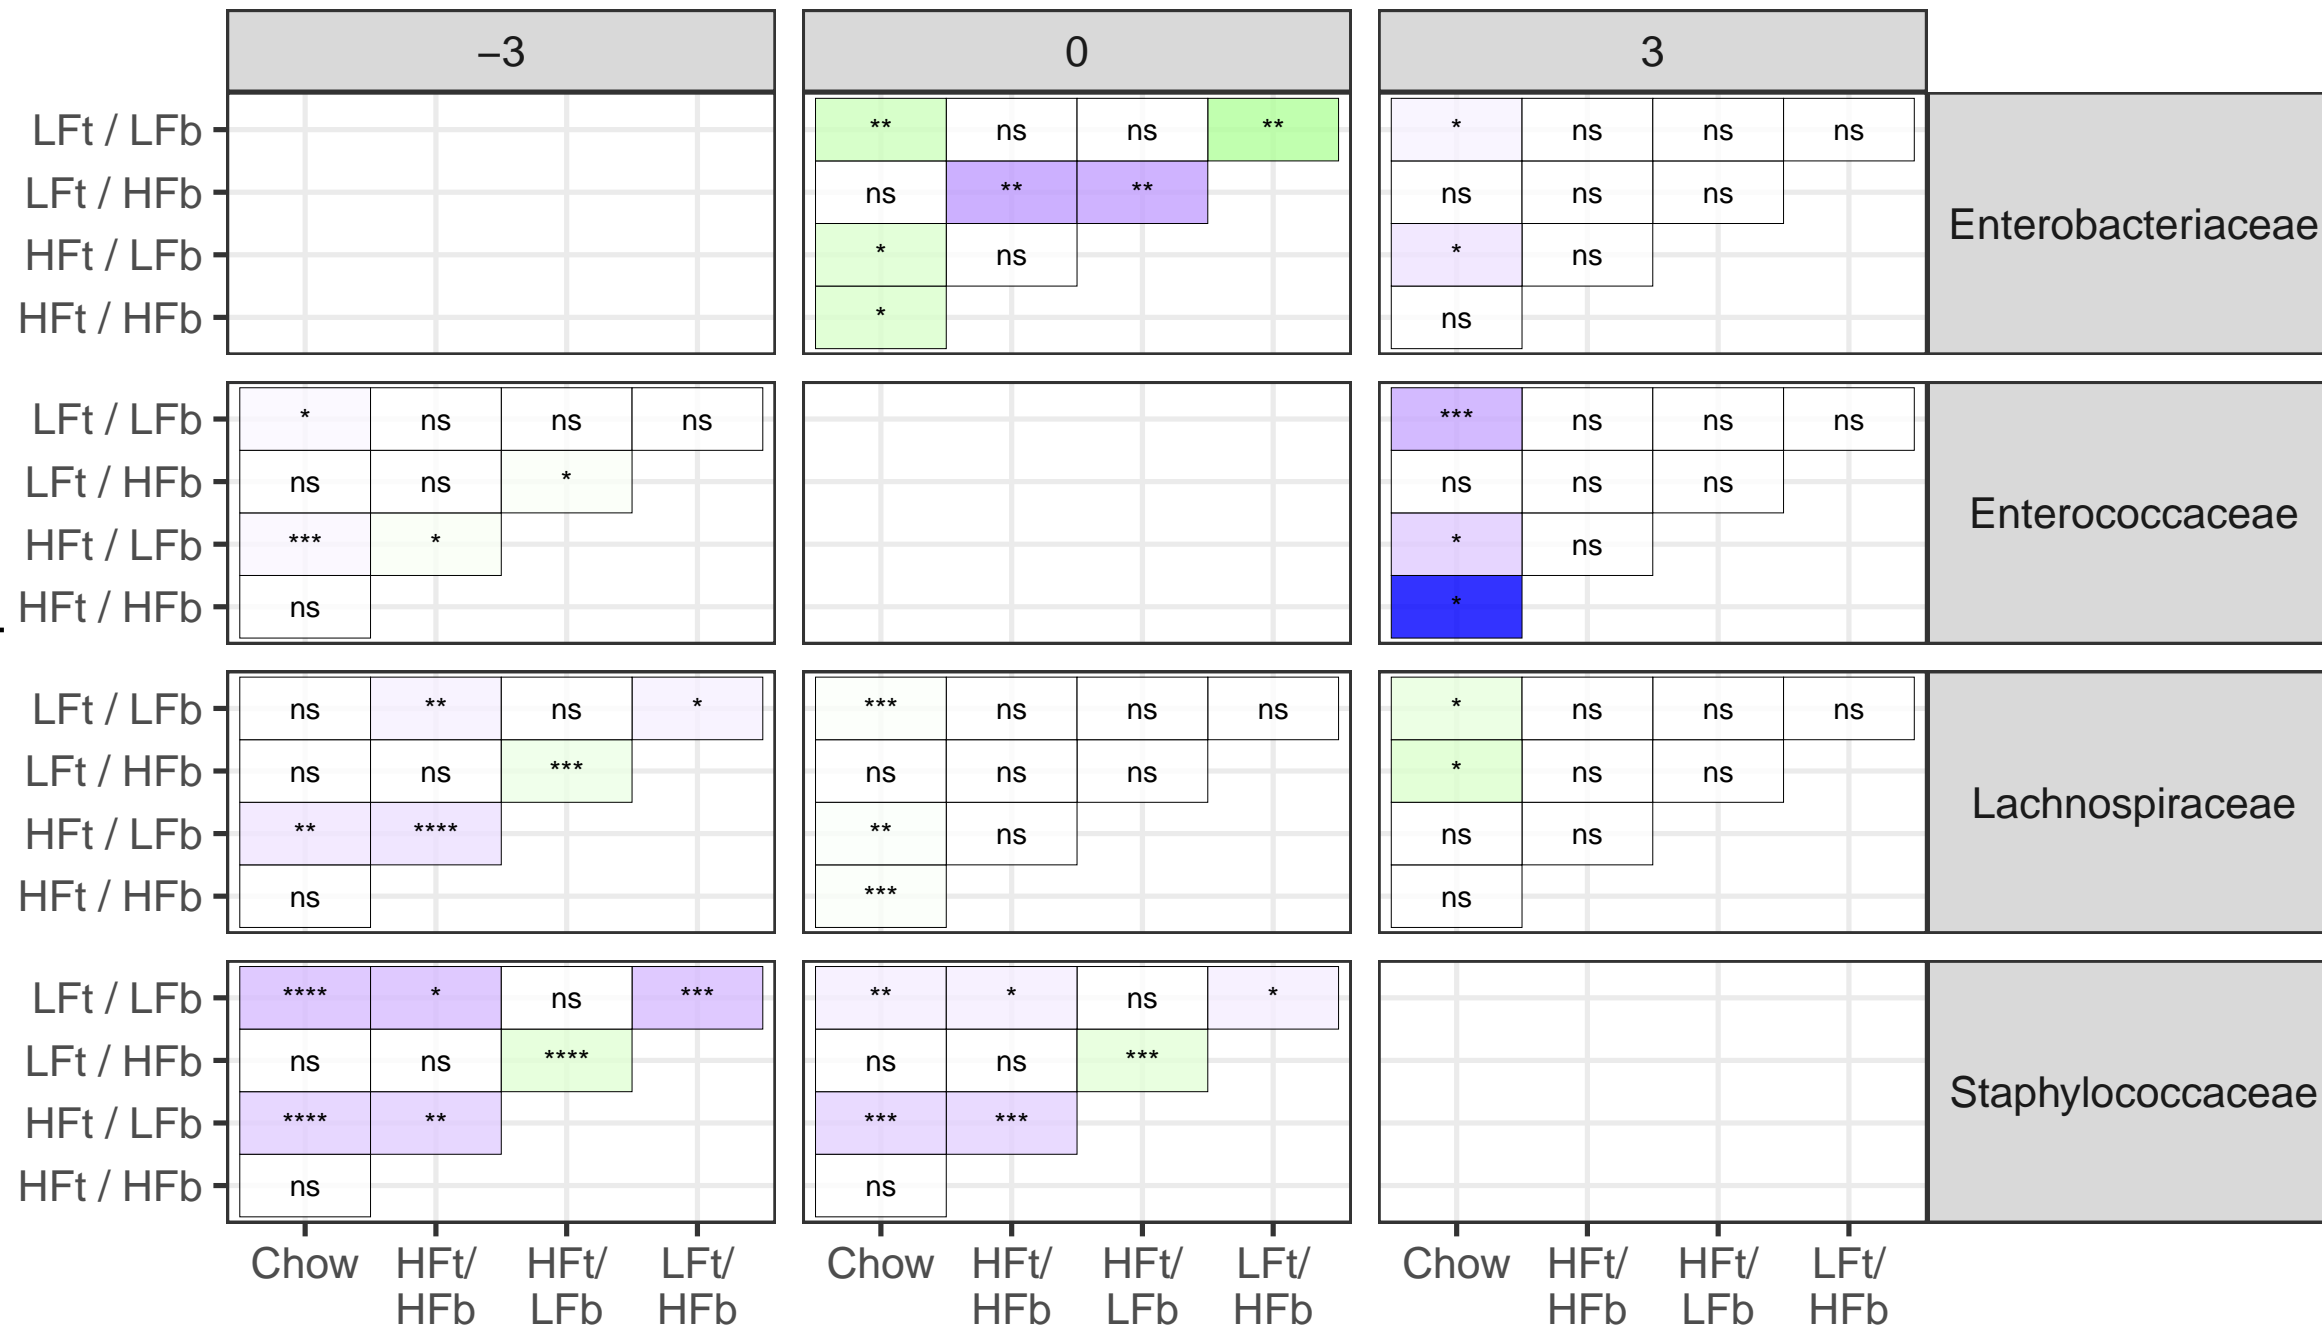 −3 0 3
LFt / LFb ** ns ns ** * ns ns ns
LFt / HFb ns ** ** ns ns ns
HFt / LFb * ns * ns
HFt / HFb * ns
Enterobacteriaceae
LFt / LFb * ns ns ns *** ns ns ns
LFt / HFb ns ns * ns ns ns
HFt / LFb *** * * ns
HFt / HFb ns *
Enterococcaceae
LFt / LFb ns ** ns * *** ns ns ns * ns ns ns
LFt / HFb ns ns *** ns ns ns * ns ns
HFt / LFb ** **** ** ns ns ns
HFt / HFb ns *** ns
Lachnospiraceae
LFt / LFb **** * ns *** ** * ns *
LFt / HFb ns ns **** ns ns ***
HFt / LFb **** ** *** ***
HFt / HFb ns ns
Staphylococcaceae
Chow HFt/ HFt/ LFt/ Chow HFt/ HFt/ LFt/ Chow HFt/ HFt/ LFt/
HFb LFb HFb HFb LFb HFb HFb LFb HFb